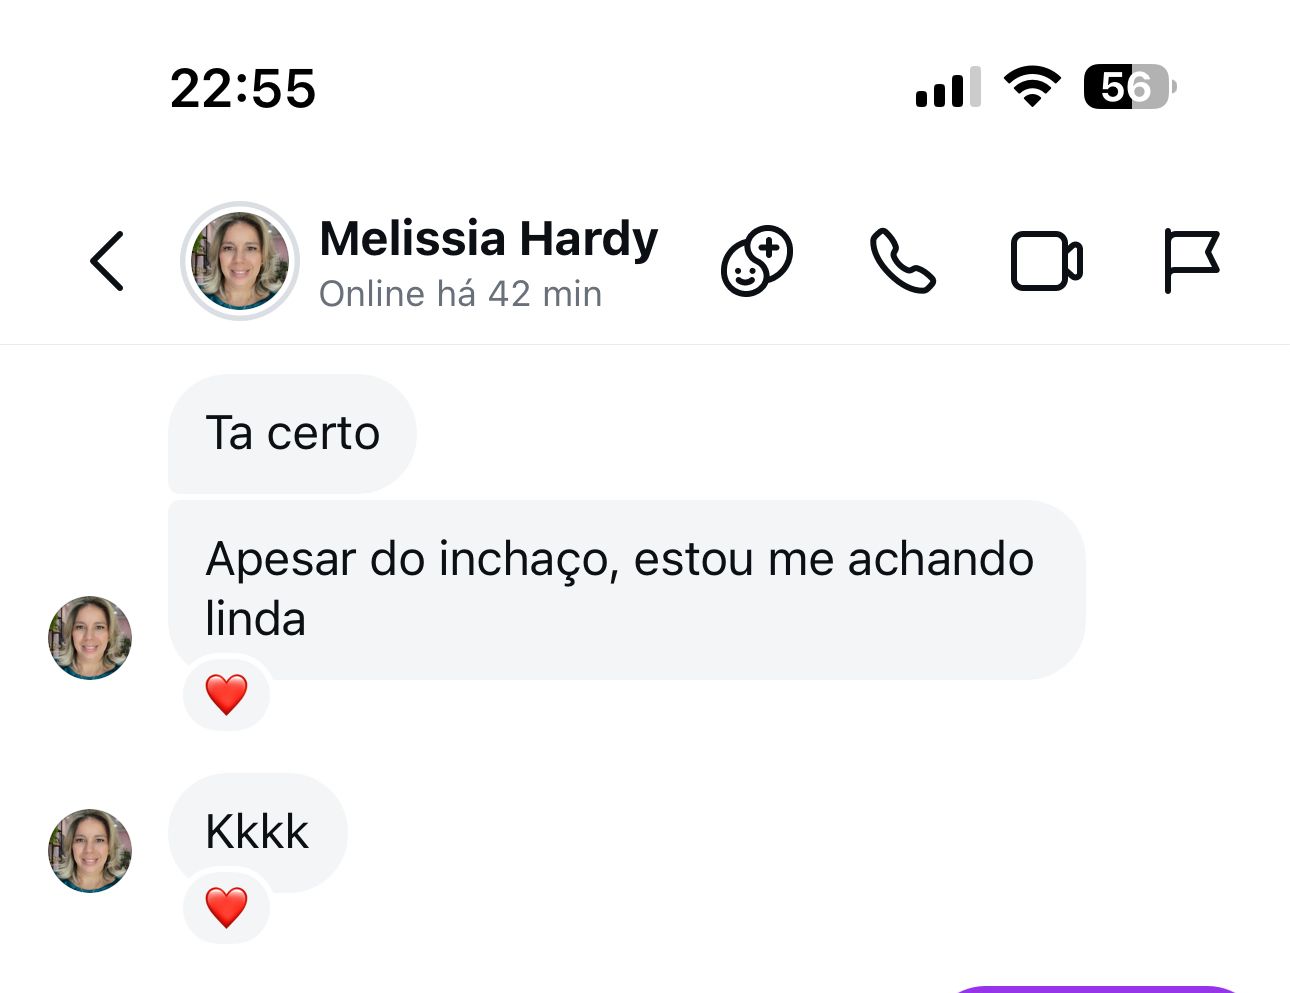 22:55
56
Melissia Hardy
Online há 42 min
Ta certo
Apesar do inchaço, estou me achando
linda
Kkkk